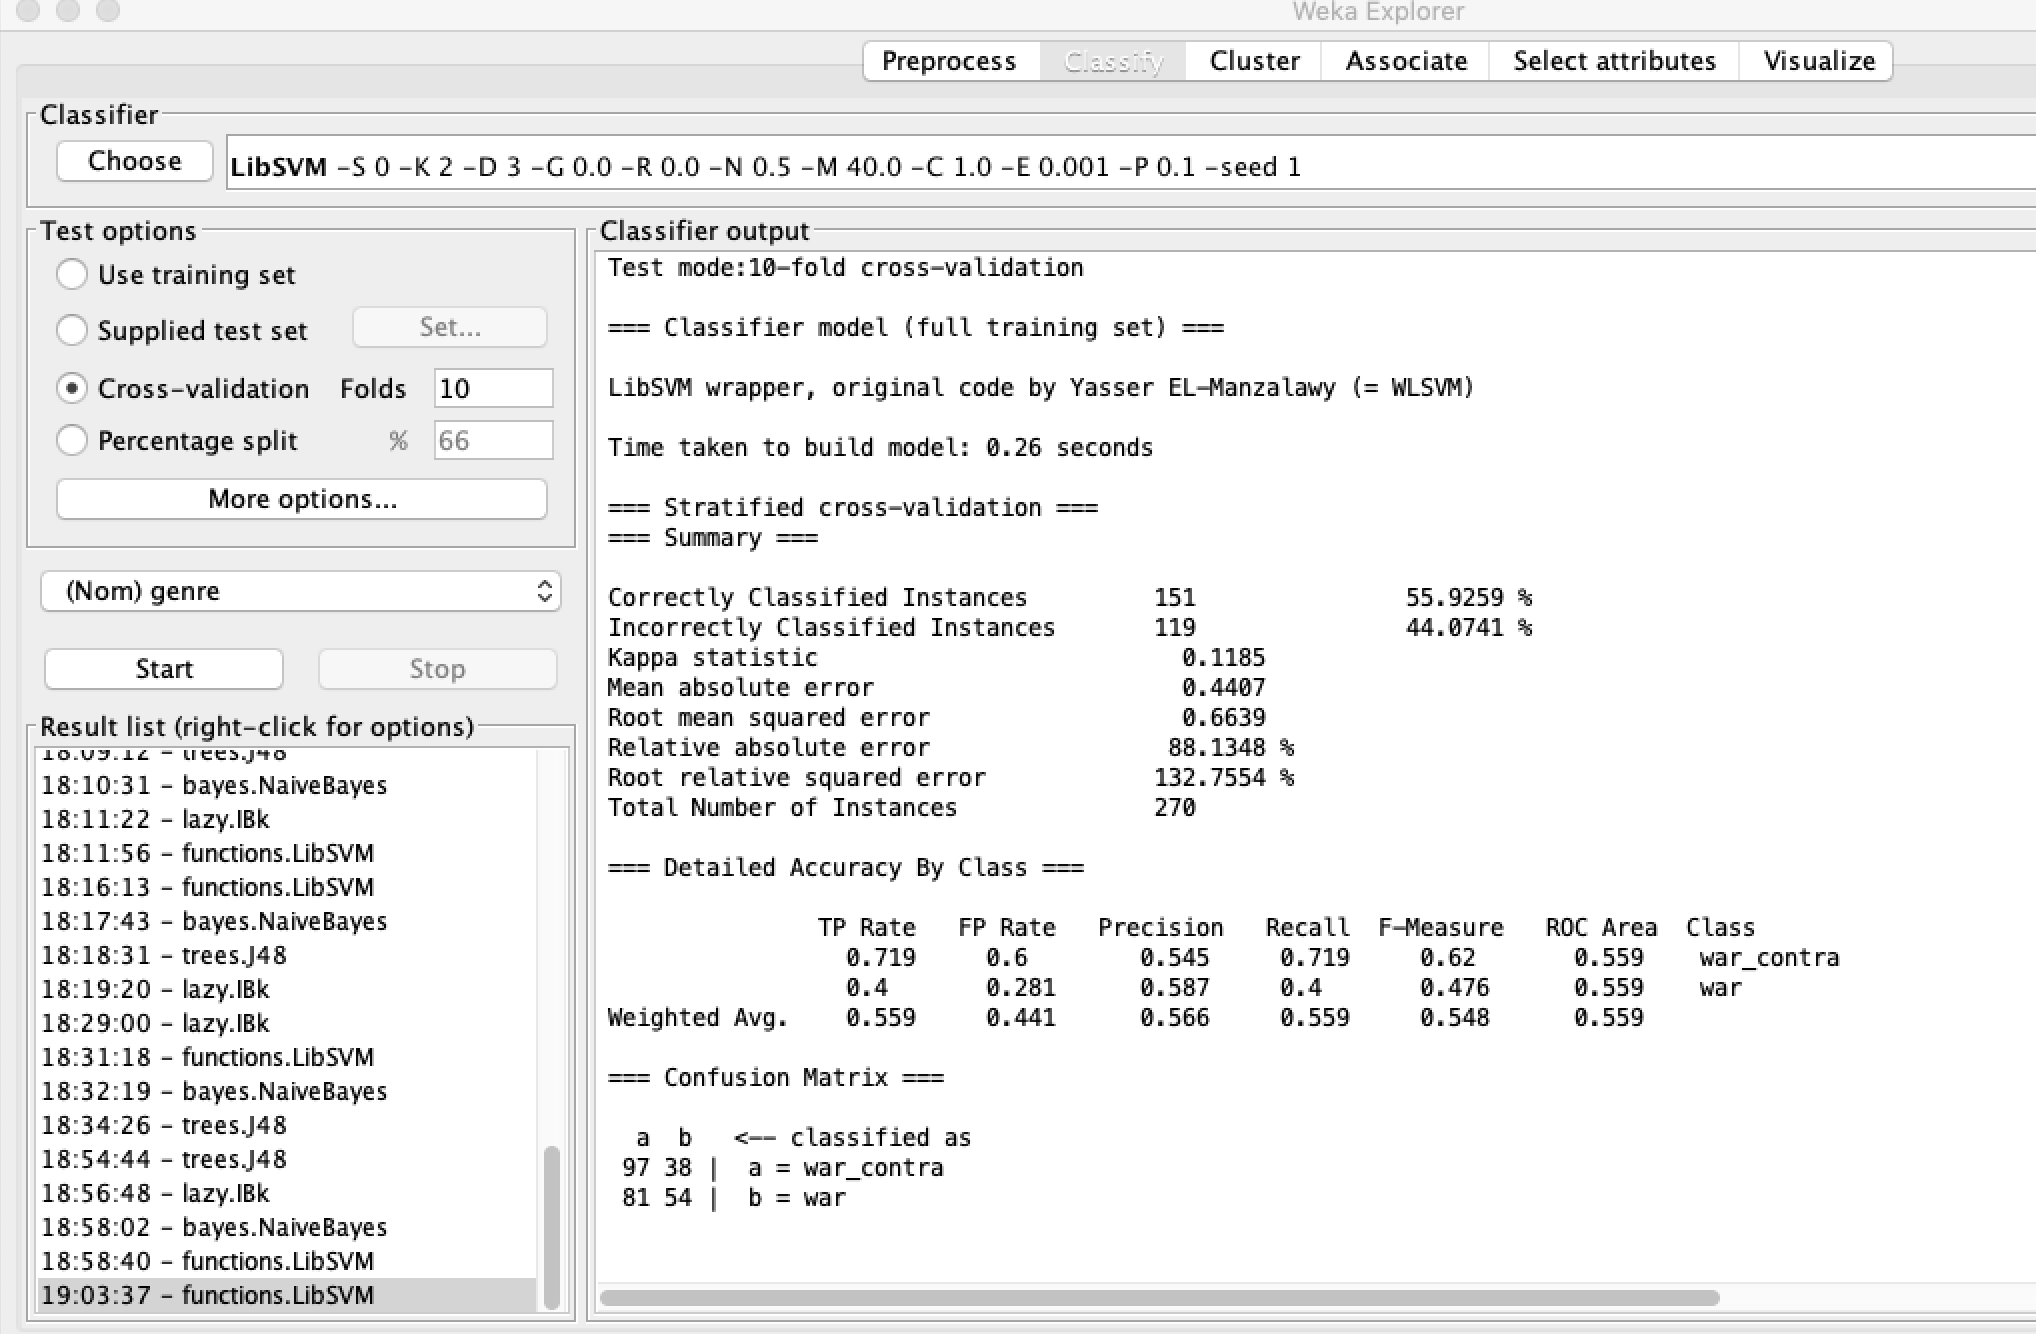 Weka Explorer
Preprocess Classify Cluster Associate Select attributes Visualize
Classifier
Choose LibSVM -S 0 -K 2 -D 3 -G 0.0 -R 0.0 -N 0.5 -M 40.0 -C 1.0 -E 0.001 -P 0.1 -seed 1
Test options
Use training set
Supplied test set Set...
Cross-validation Folds 10
Percentage split % 66
More options...
(Nom) genre
Start Stop
Result list (right-click for options)
18:09:12 - trees.J48
18:10:31 - bayes.NaiveBayes
18:11:22 - lazy.IBk
18:11:56 - functions.LibSVM
18:16:13 - functions.LibSVM
18:17:43 - bayes.NaiveBayes
18:18:31 - trees.J48
18:19:20 - lazy.IBk
18:29:00 - lazy.IBk
18:31:18 - functions.LibSVM
18:32:19 - bayes.NaiveBayes
18:34:26 - trees.J48
18:54:44 - trees.J48
18:56:48 - lazy.IBk
18:58:02 - bayes.NaiveBayes
18:58:40 - functions.LibSVM
19:03:37 - functions.LibSVM
Classifier output
Test mode:10-fold cross-validation
=== Classifier model (full training set) ===
LibSVM wrapper, original code by Yasser EL-Manzalawy (= WLSVM)
Time taken to build model: 0.26 seconds
=== Stratified cross-validation ===
=== Summary ===
Correctly Classified Instances 151 55.9259 %
Incorrectly Classified Instances 119 44.0741 %
Kappa statistic 0.1185
Mean absolute error 0.4407
Root mean squared error 0.6639
Relative absolute error 88.1348 %
Root relative squared error 132.7554 %
Total Number of Instances 270
=== Detailed Accuracy By Class ===
TP Rate FP Rate Precision Recall F-Measure ROC Area Class
0.719 0.6 0.545 0.719 0.62 0.559 war_contra
0.4 0.281 0.587 0.4 0.476 0.559 war
Weighted Avg. 0.559 0.441 0.566 0.559 0.548 0.559
=== Confusion Matrix ===
a b <-- classified as
97 38 | a = war_contra
81 54 | b = war